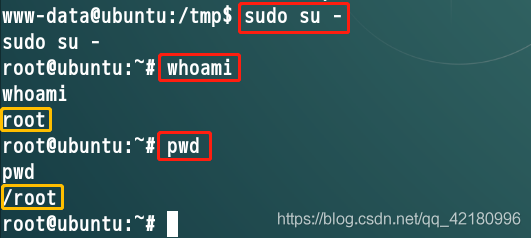 www-data@ubuntu:/tmp$ sudo su -
sudo su -
root@ubuntu:~# whoami
whoami
root
root@ubuntu:~# pwd
pwd
/root
root@ubuntu:~#
https://blog.csdn.net/qq_42180996